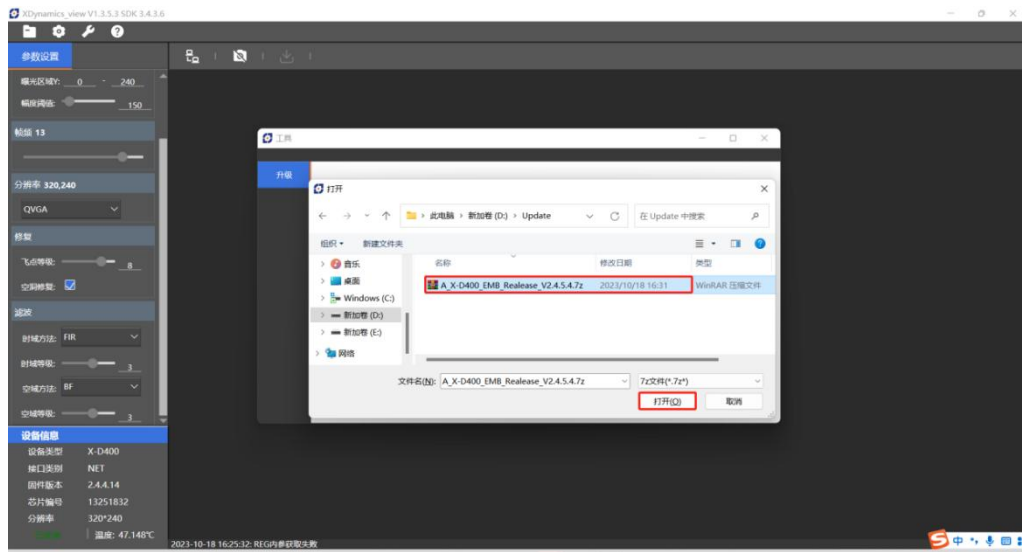 XDynamics_view V1.3.5.3 SDK 3.4.3.6
参数设置
曝光区域Y: 0 - 240
幅度阈值: 150
帧频 13
分辨率 320,240
QVGA
修复
飞点等级: 8
空洞修复:
滤波
时域方法: FIR
时域等级: 3
空域方法: BF
空域等级: 3
设备信息
设备类型 X-D400
接口类别 NET
固件版本 2.4.4.14
芯片编号 13251832
分辨率 320*240
温度: 47.148℃
2023-10-18 16:25:32: REG内参获取失败
工具
升级
打开
此电脑 › 新加卷 (D:) › Update
在 Update 中搜索
组织 新建文件夹
名称 修改日期 类型
音乐
桌面
Windows (C:)
新加卷 (D:)
新加卷 (E:)
网络
A_X-D400_EMB_Realease_V2.4.5.4.7z 2023/10/18 16:31 WinRAR 压缩文件
文件名(N): A_X-D400_EMB_Realease_V2.4.5.4.7z 7z文件(*.7z*)
打开(O) 取消
中